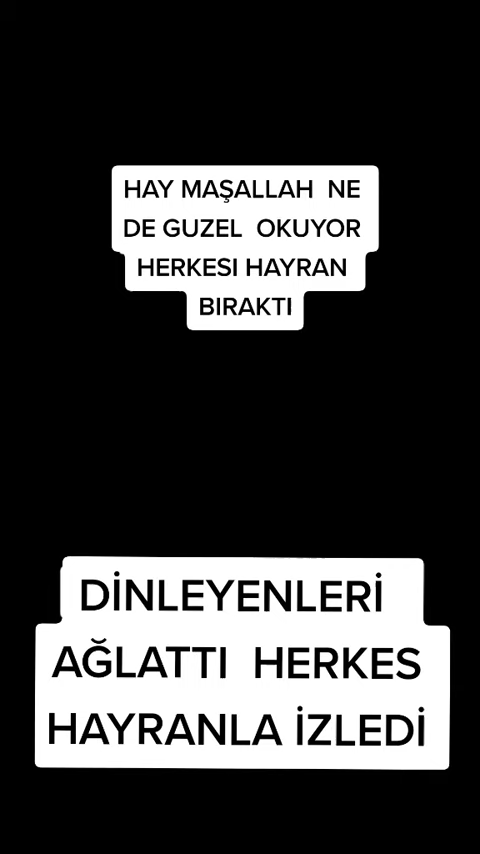 HAY MAŞALLAH NE
DE GUZEL OKUYOR
HERKESI HAYRAN
BIRAKTI
DİNLEYENLERİ
AĞLATTI HERKES
HAYRANLA İZLEDİ